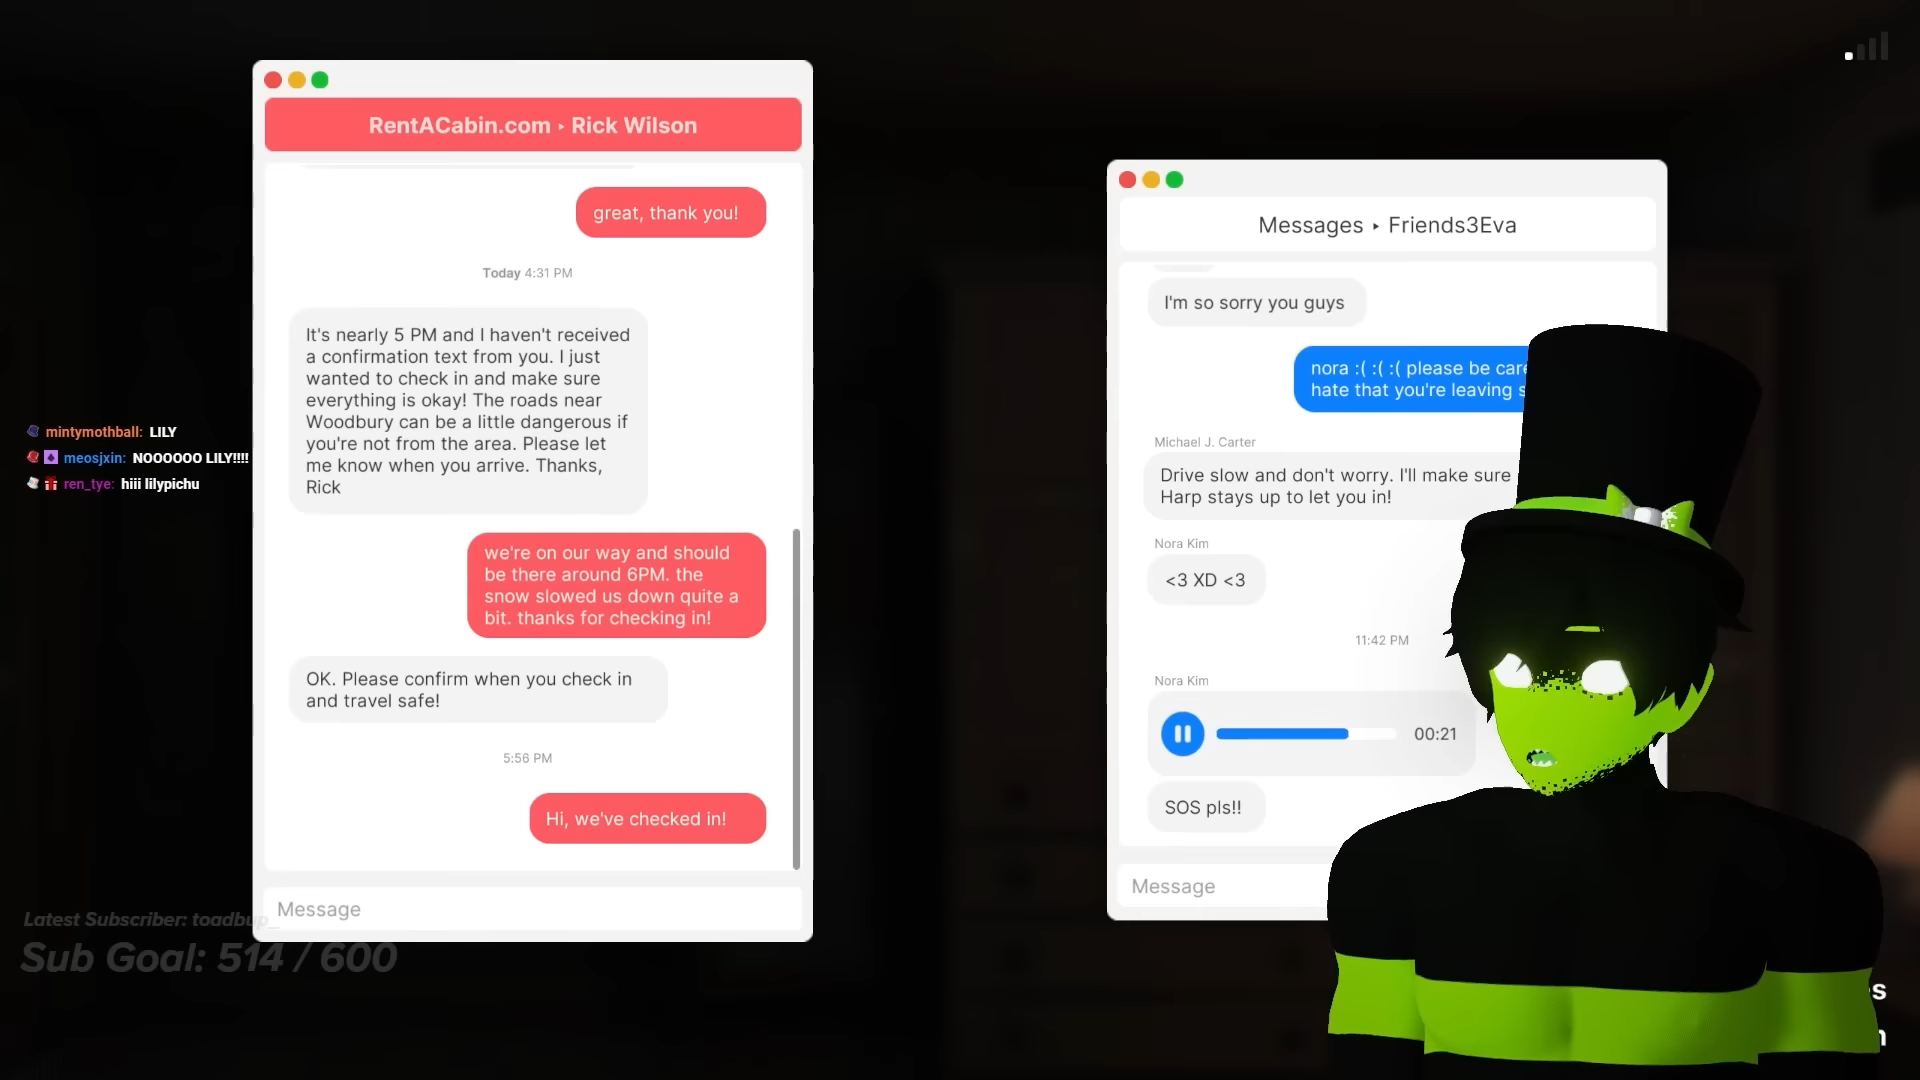 RentACabin.com ▸ Rick Wilson
great, thank you!
Today 4:31 PM
It's nearly 5 PM and I haven't received
a confirmation text from you. I just
wanted to check in and make sure
everything is okay! The roads near
Woodbury can be a little dangerous if
you're not from the area. Please let
me know when you arrive. Thanks,
Rick
we're on our way and should
be there around 6PM. the
snow slowed us down quite a
bit. thanks for checking in!
OK. Please confirm when you check in
and travel safe!
5:56 PM
Hi, we've checked in!
Message
Messages ▸ Friends3Eva
I'm so sorry you guys
nora :( :( :( please be
hate that you're leaving
Michael J. Carter
Drive slow and don't worry. I'll make sure
Harp stays up to let you in!
Nora Kim
<3 XD <3
11:42 PM
Nora Kim
00:21
SOS pls!!
Message
mintymothball: LILY
meosjxin: NOOOOOO LILY!!!!
ren_tye: hiii lilypichu
Latest Subscriber: toadbup_
Sub Goal: 514 / 600